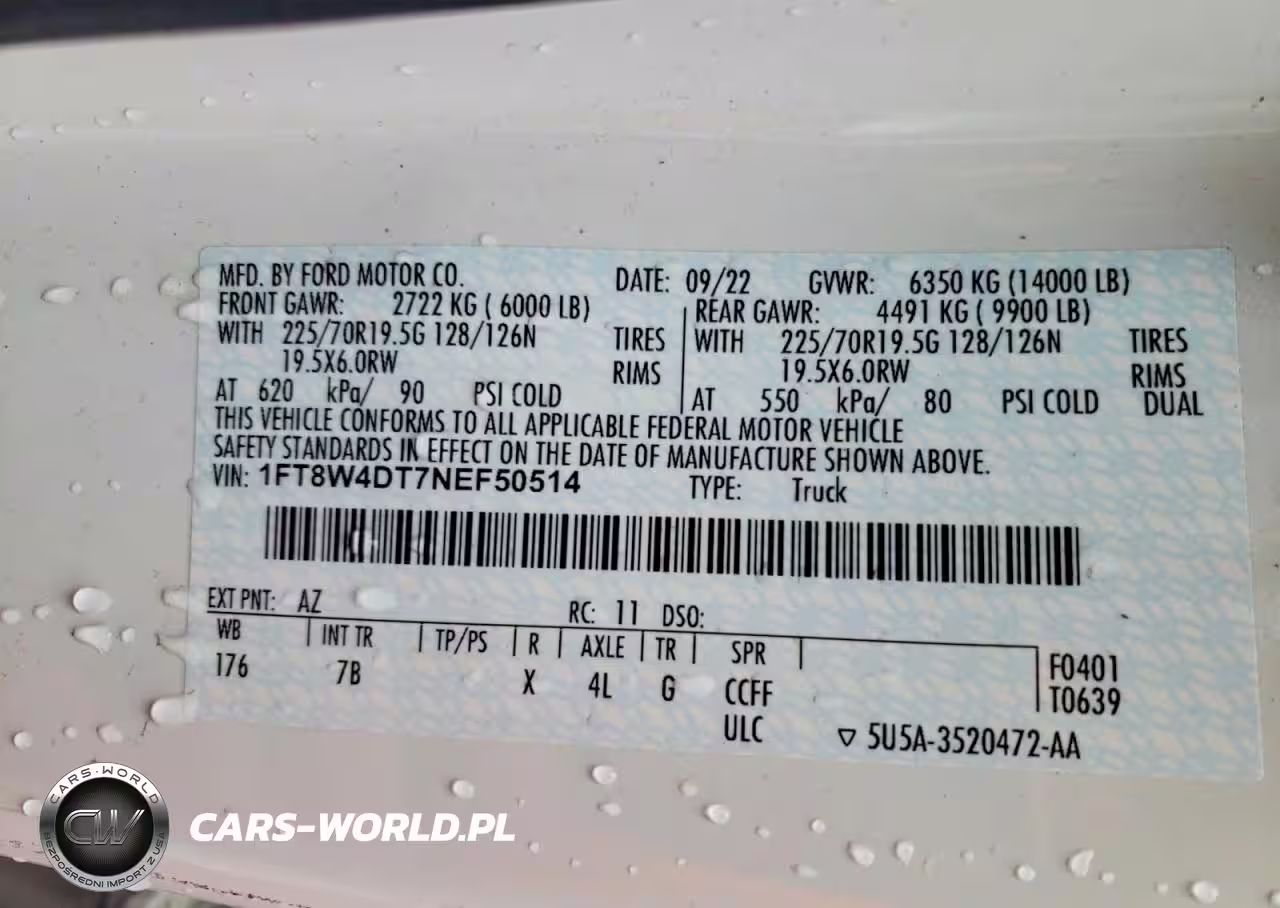 MFD. BY FORD MOTOR CO. DATE: 09/22 GVWR: 6350 KG (14000 LB)
FRONT GAWR: 2722 KG ( 6000 LB) REAR GAWR: 4491 KG ( 9900 LB)
WITH 225/70R19.5G 128/126N TIRES WITH 225/70R19.5G 128/126N TIRES
19.5X6.0RW RIMS 19.5X6.0RW RIMS
AT 620 kPa/ 90 PSI COLD AT 550 kPa/ 80 PSI COLD DUAL
THIS VEHICLE CONFORMS TO ALL APPLICABLE FEDERAL MOTOR VEHICLE
SAFETY STANDARDS IN EFFECT ON THE DATE OF MANUFACTURE SHOWN ABOVE.
VIN: 1FT8W4DT7NEF50514 TYPE: Truck
EXT PNT: AZ RC: 11 DSO:
WB INT TR TP/PS R AXLE TR SPR
176 7B X 4L G CCFF F0401
ULC T0639
▽ 5U5A-3520472-AA
CARS-WORLD
CW
BEZPOŚREDNI IMPORT Z USA
CARS-WORLD.PL